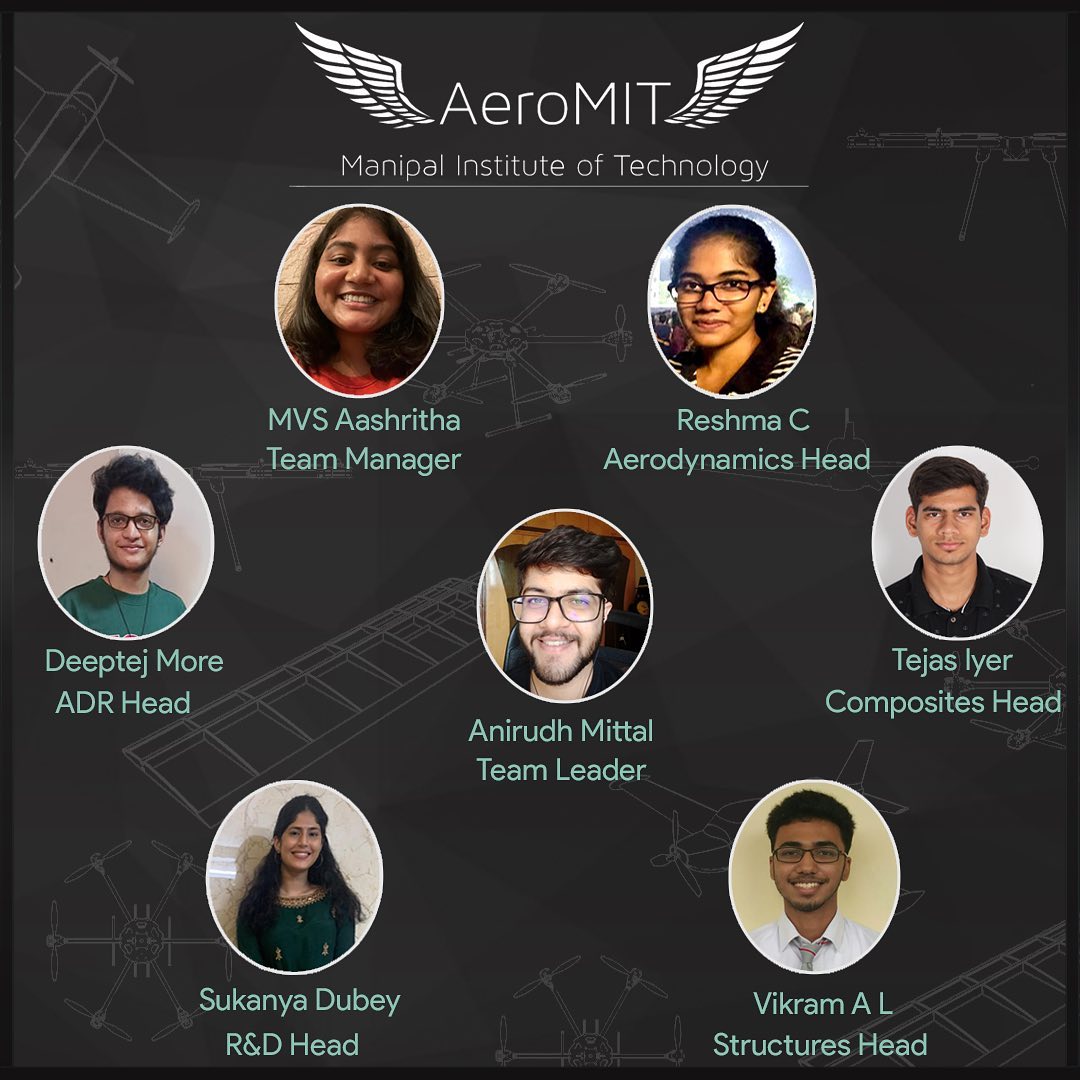 AeroMIT
Manipal Institute of Technology
MVS Aashritha
Team Manager
Reshma C
Aerodynamics Head
Deeptej More
ADR Head
Anirudh Mittal
Team Leader
Tejas Iyer
Composites Head
Sukanya Dubey
R&D Head
Vikram A L
Structures Head